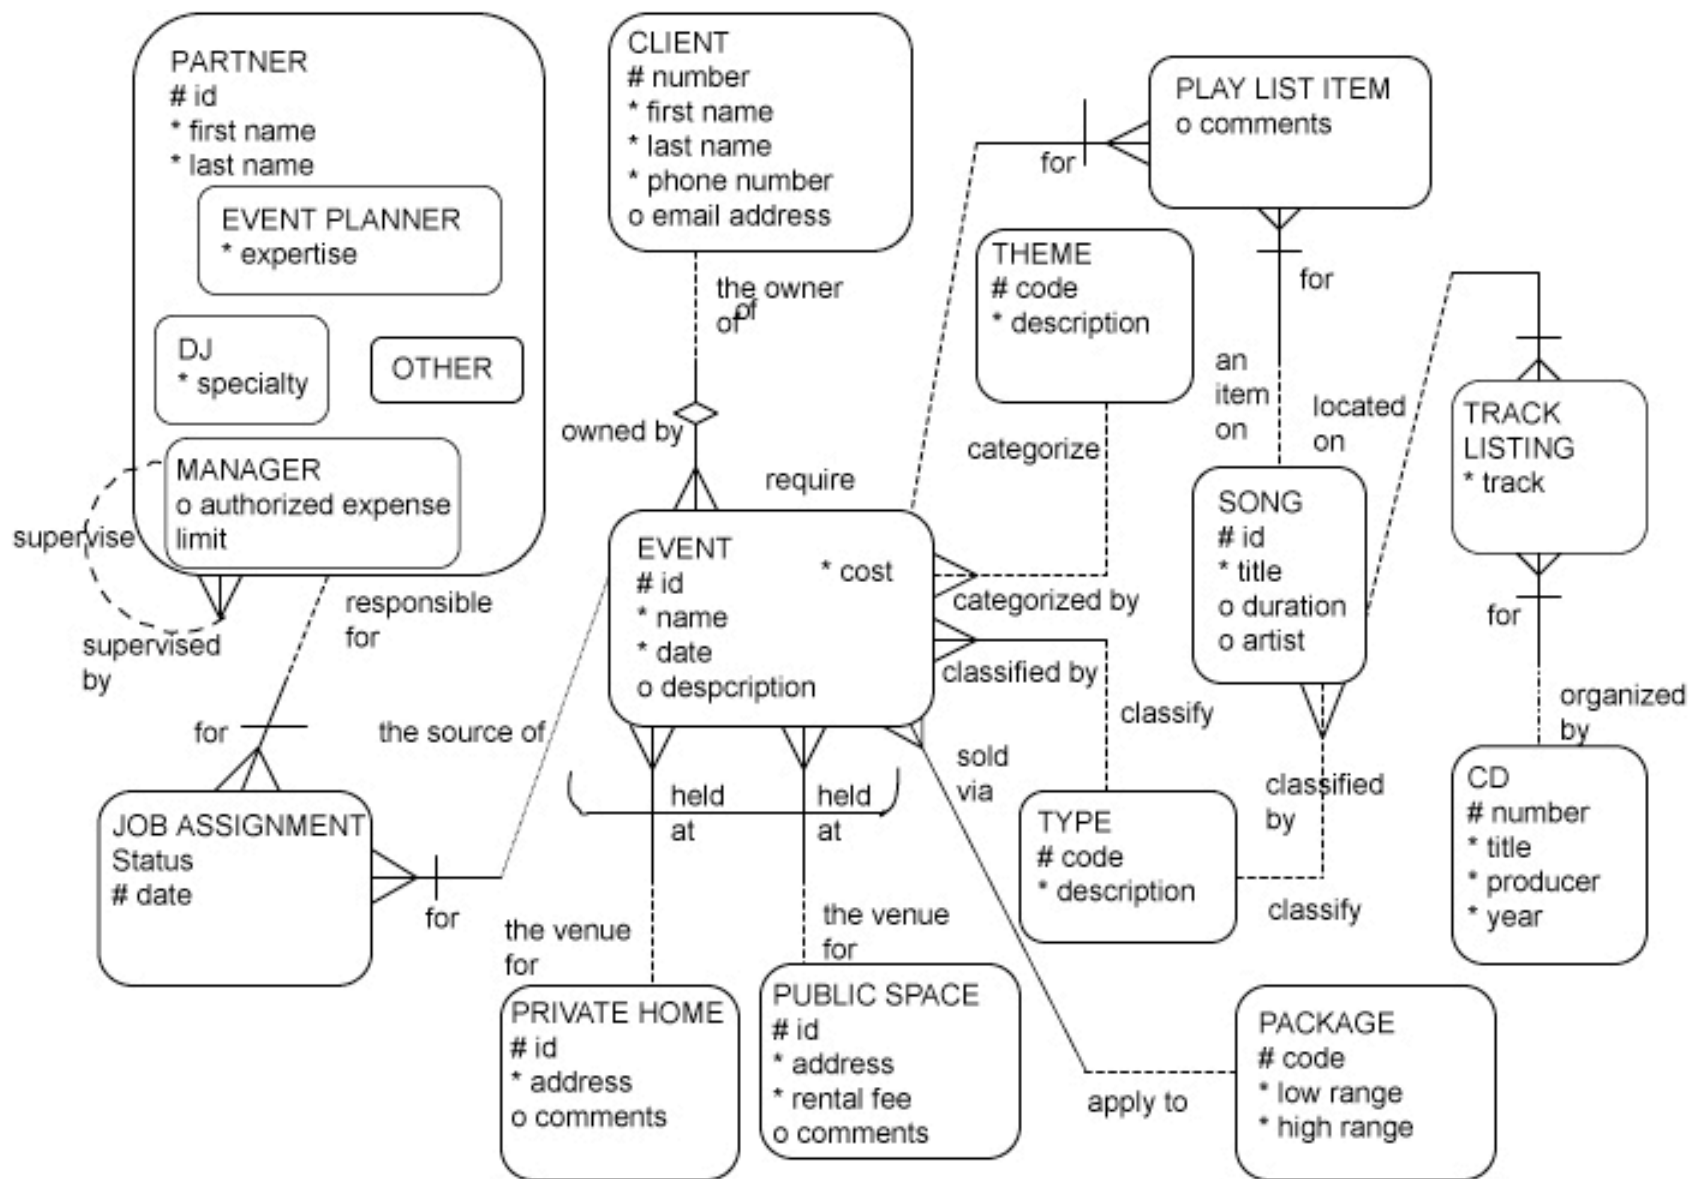 PARTNER
# id
* first name
* last name
EVENT PLANNER
* expertise
DJ
* specialty
OTHER
MANAGER
o authorized expense
limit
supervise
supervised
by
responsible
for
for
JOB ASSIGNMENT
Status
# date
for
the source of
CLIENT
# number
* first name
* last name
* phone number
o email address
the owner
of
of
owned by
require
EVENT
# id
* name
* date
o despcription
* cost
held
at
held
at
the venue
for
the venue
for
PRIVATE HOME
# id
* address
o comments
PUBLIC SPACE
# id
* address
* rental fee
o comments
THEME
# code
* description
categorize
categorized by
classified by
classify
sold
via
TYPE
# code
* description
classified
by
classify
apply to
PACKAGE
# code
* low range
* high range
PLAY LIST ITEM
o comments
for
for
an
item
on
SONG
# id
* title
o duration
o artist
located
on
TRACK
LISTING
* track
for
organized
by
CD
# number
* title
* producer
* year